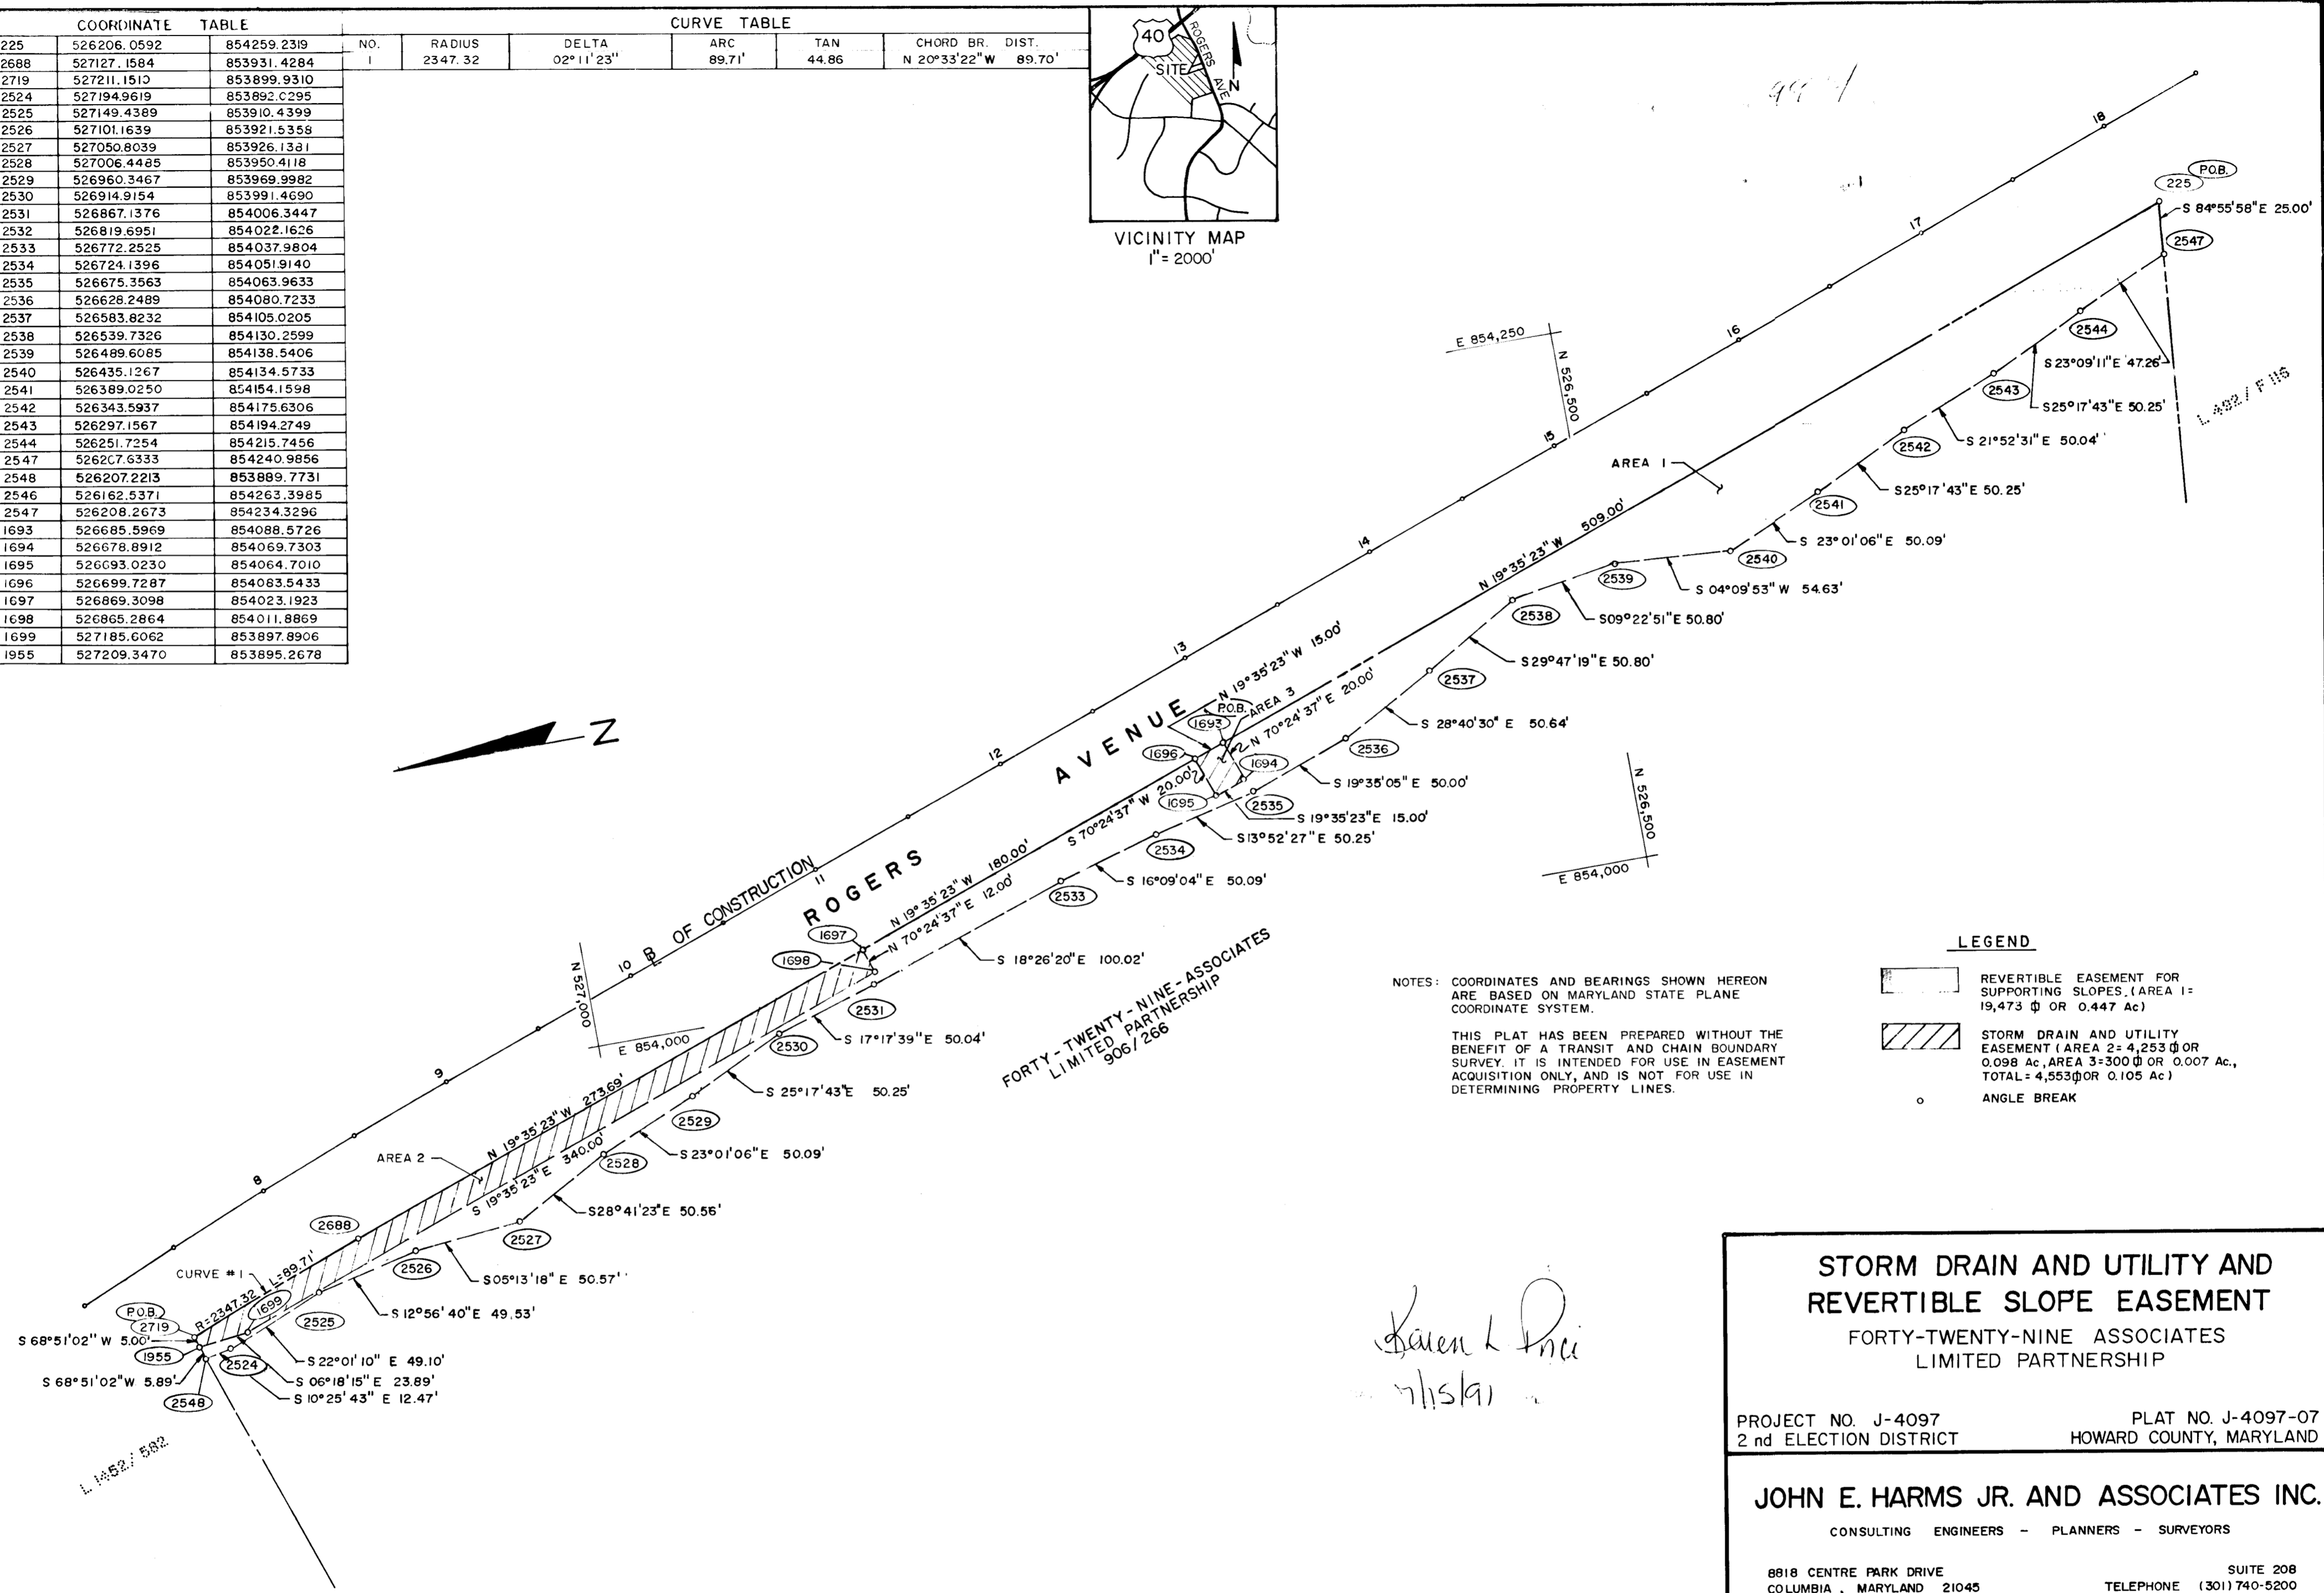 COORDINATE TABLE
225 526206.0592 854259.2319
2688 527127.1584 853931.4284
2719 527211.1510 853899.9310
2524 527194.9619 853892.0295
2525 527149.4389 853910.4399
2526 527101.1639 853921.5358
2527 527050.8039 853926.1381
2528 527006.4485 853950.4118
2529 526960.3467 853969.9982
2530 526914.9154 853991.4690
2531 526867.1376 854006.3447
2532 526819.6951 854022.1626
2533 526772.2525 854037.9804
2534 526724.1396 854051.9140
2535 526675.3563 854063.9633
2536 526628.2489 854080.7233
2537 526583.8232 854105.0205
2538 526539.7326 854130.2599
2539 526489.6085 854138.5406
2540 526435.1267 854134.5733
2541 526389.0250 854154.1598
2542 526343.5937 854175.6306
2543 526297.1567 854194.2749
2544 526251.7254 854215.7456
2547 526207.6333 854240.9856
2548 526207.2213 853889.7731
2546 526162.5371 854263.3985
2547 526208.2673 854234.3296
1693 526685.5969 854088.5726
1694 526678.8912 854069.7303
1695 526693.0230 854064.7010
1696 526699.7287 854083.5433
1697 526869.3098 854023.1923
1698 526865.2864 854011.8869
1699 527185.6062 853897.8906
1955 527209.3470 853895.2678
CURVE TABLE
NO. RADIUS DELTA ARC TAN CHORD BR. DIST.
1 2347.32 02°11'23" 89.71' 44.86 N 20°33'22"W 89.70'
40
ROGERS AVE
SITE
N
VICINITY MAP
1"= 2000'
18
P.O.B.
225
S 84°55'58"E 25.00'
17
2547
E 854,250
N 526,500
16
2544
S23°09'11"E 47.26'
2543
S25°17'43"E 50.25'
L. 492 / F 116
15
2542
S 21°52'31"E 50.04'
AREA 1
S25°17'43"E 50.25'
2541
N 19°35'23"W 509.00'
14
S 23°01'06"E 50.09'
2540
2539
S 04°09'53"W 54.63'
2538
S09°22'51"E 50.80'
13
N 19°35'23"W 15.00'
S29°47'19"E 50.80'
2537
P.O.B.
AREA 3
1693
N 70°24'37"E 20.00'
S 28°40'30"E 50.64'
Z
12
AVENUE
1696
2536
1694
S 19°35'05"E 50.00'
S 70°24'37"W 20.00'
1695
2535
S 19°35'23"E 15.00'
S13°52'27"E 50.25'
N 526,500
E 854,000
2534
℄ OF CONSTRUCTION
11
ROGERS
N 19°35'23"W 180.00'
N 70°24'37"E 12.00'
S 16°09'04"E 50.09'
2533
10
1697
1698
S 18°26'20"E 100.02'
N 527,000
E 854,000
2531
FORTY-TWENTY-NINE-ASSOCIATES
LIMITED PARTNERSHIP
906/266
2530
S 17°17'39"E 50.04'
9
S 25°17'43"E 50.25'
2529
N 19°35'23"W 273.69'
AREA 2
S 19°35'23"E 340.00'
2528
S23°01'06"E 50.09'
8
S28°41'23"E 50.56'
2688
2527
CURVE #1
R=2347.32 L=89.71'
2526
S05°13'18"E 50.57'
P.O.B.
2719
1699
2525
S 12°56'40"E 49.53'
S 68°51'02"W 5.00'
1955
2524
S22°01'10"E 49.10'
S 68°51'02"W 5.89'
S 06°18'15"E 23.89'
2548
S 10°25'43"E 12.47'
L. 1452 / 582
NOTES: COORDINATES AND BEARINGS SHOWN HEREON
ARE BASED ON MARYLAND STATE PLANE
COORDINATE SYSTEM.
THIS PLAT HAS BEEN PREPARED WITHOUT THE
BENEFIT OF A TRANSIT AND CHAIN BOUNDARY
SURVEY. IT IS INTENDED FOR USE IN EASEMENT
ACQUISITION ONLY, AND IS NOT FOR USE IN
DETERMINING PROPERTY LINES.
LEGEND
REVERTIBLE EASEMENT FOR
SUPPORTING SLOPES. (AREA 1=
19,473 ⏍ OR 0.447 Ac)
STORM DRAIN AND UTILITY
EASEMENT (AREA 2= 4,253 ⏍ OR
0.098 Ac, AREA 3=300 ⏍ OR 0.007 Ac.,
TOTAL= 4,553 ⏍ OR 0.105 Ac)
ANGLE BREAK
Karen L Price
7/15/91
STORM DRAIN AND UTILITY AND
REVERTIBLE SLOPE EASEMENT
FORTY-TWENTY-NINE ASSOCIATES
LIMITED PARTNERSHIP
PROJECT NO. J-4097 PLAT NO. J-4097-07
2 nd ELECTION DISTRICT HOWARD COUNTY, MARYLAND
JOHN E. HARMS JR. AND ASSOCIATES INC.
CONSULTING ENGINEERS - PLANNERS - SURVEYORS
8818 CENTRE PARK DRIVE SUITE 208
COLUMBIA, MARYLAND 21045 TELEPHONE (301) 740-5200